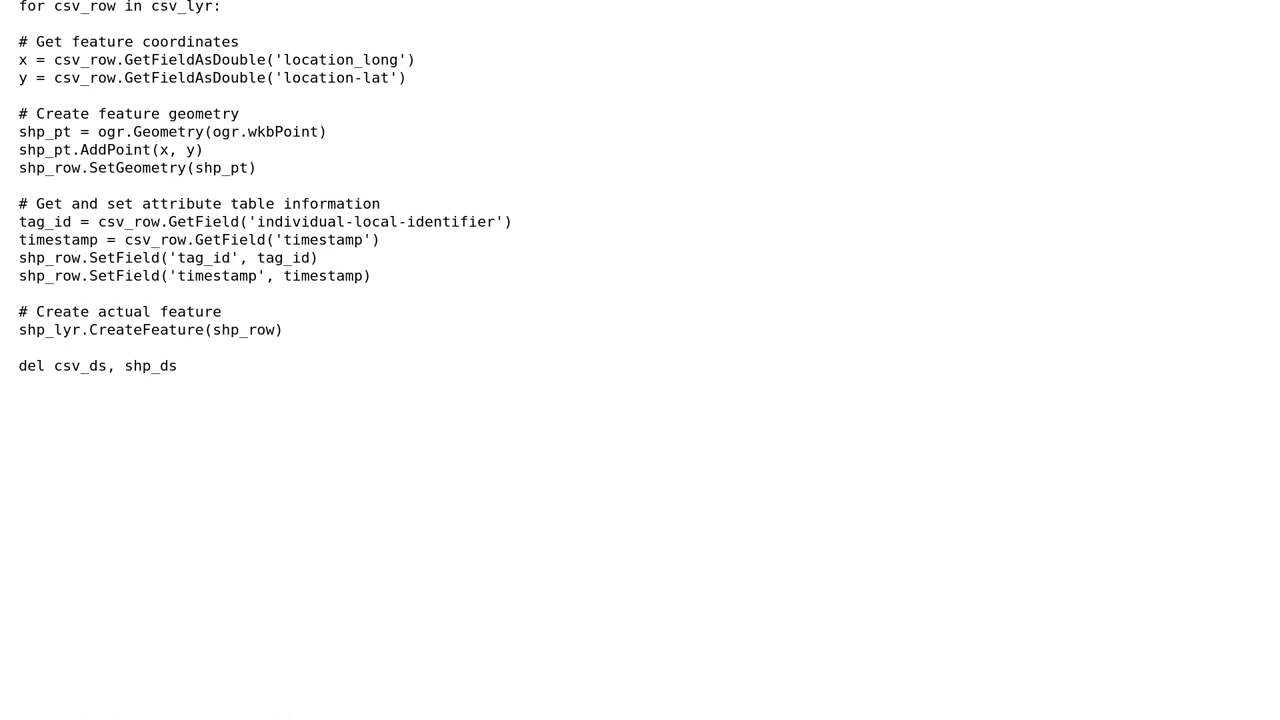 for csv_row in csv_lyr:
# Get feature coordinates
x = csv_row.GetFieldAsDouble('location_long')
y = csv_row.GetFieldAsDouble('location-lat')
# Create feature geometry
shp_pt = ogr.Geometry(ogr.wkbPoint)
shp_pt.AddPoint(x, y)
shp_row.SetGeometry(shp_pt)
# Get and set attribute table information
tag_id = csv_row.GetField('individual-local-identifier')
timestamp = csv_row.GetField('timestamp')
shp_row.SetField('tag_id', tag_id)
shp_row.SetField('timestamp', timestamp)
# Create actual feature
shp_lyr.CreateFeature(shp_row)
del csv_ds, shp_ds